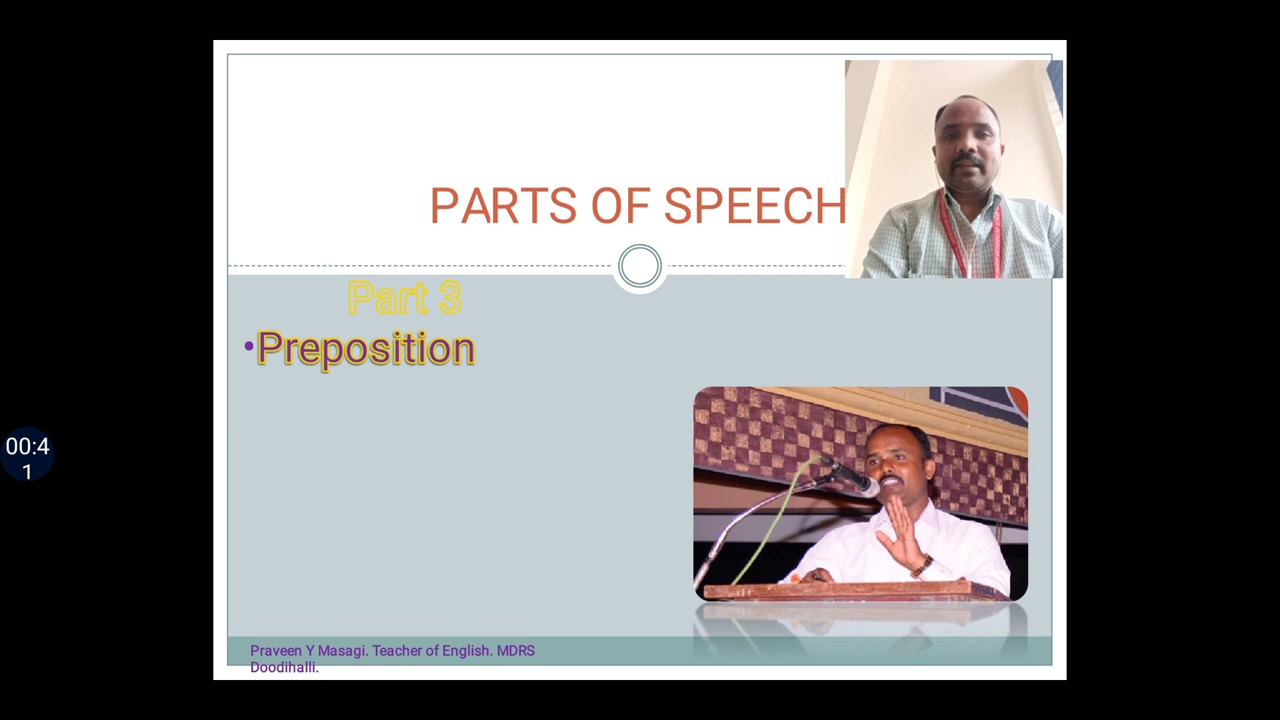 PARTS OF SPEECH
Part 3
•Preposition
00:4
1
Praveen Y Masagi. Teacher of English. MDRS
Doodihalli.